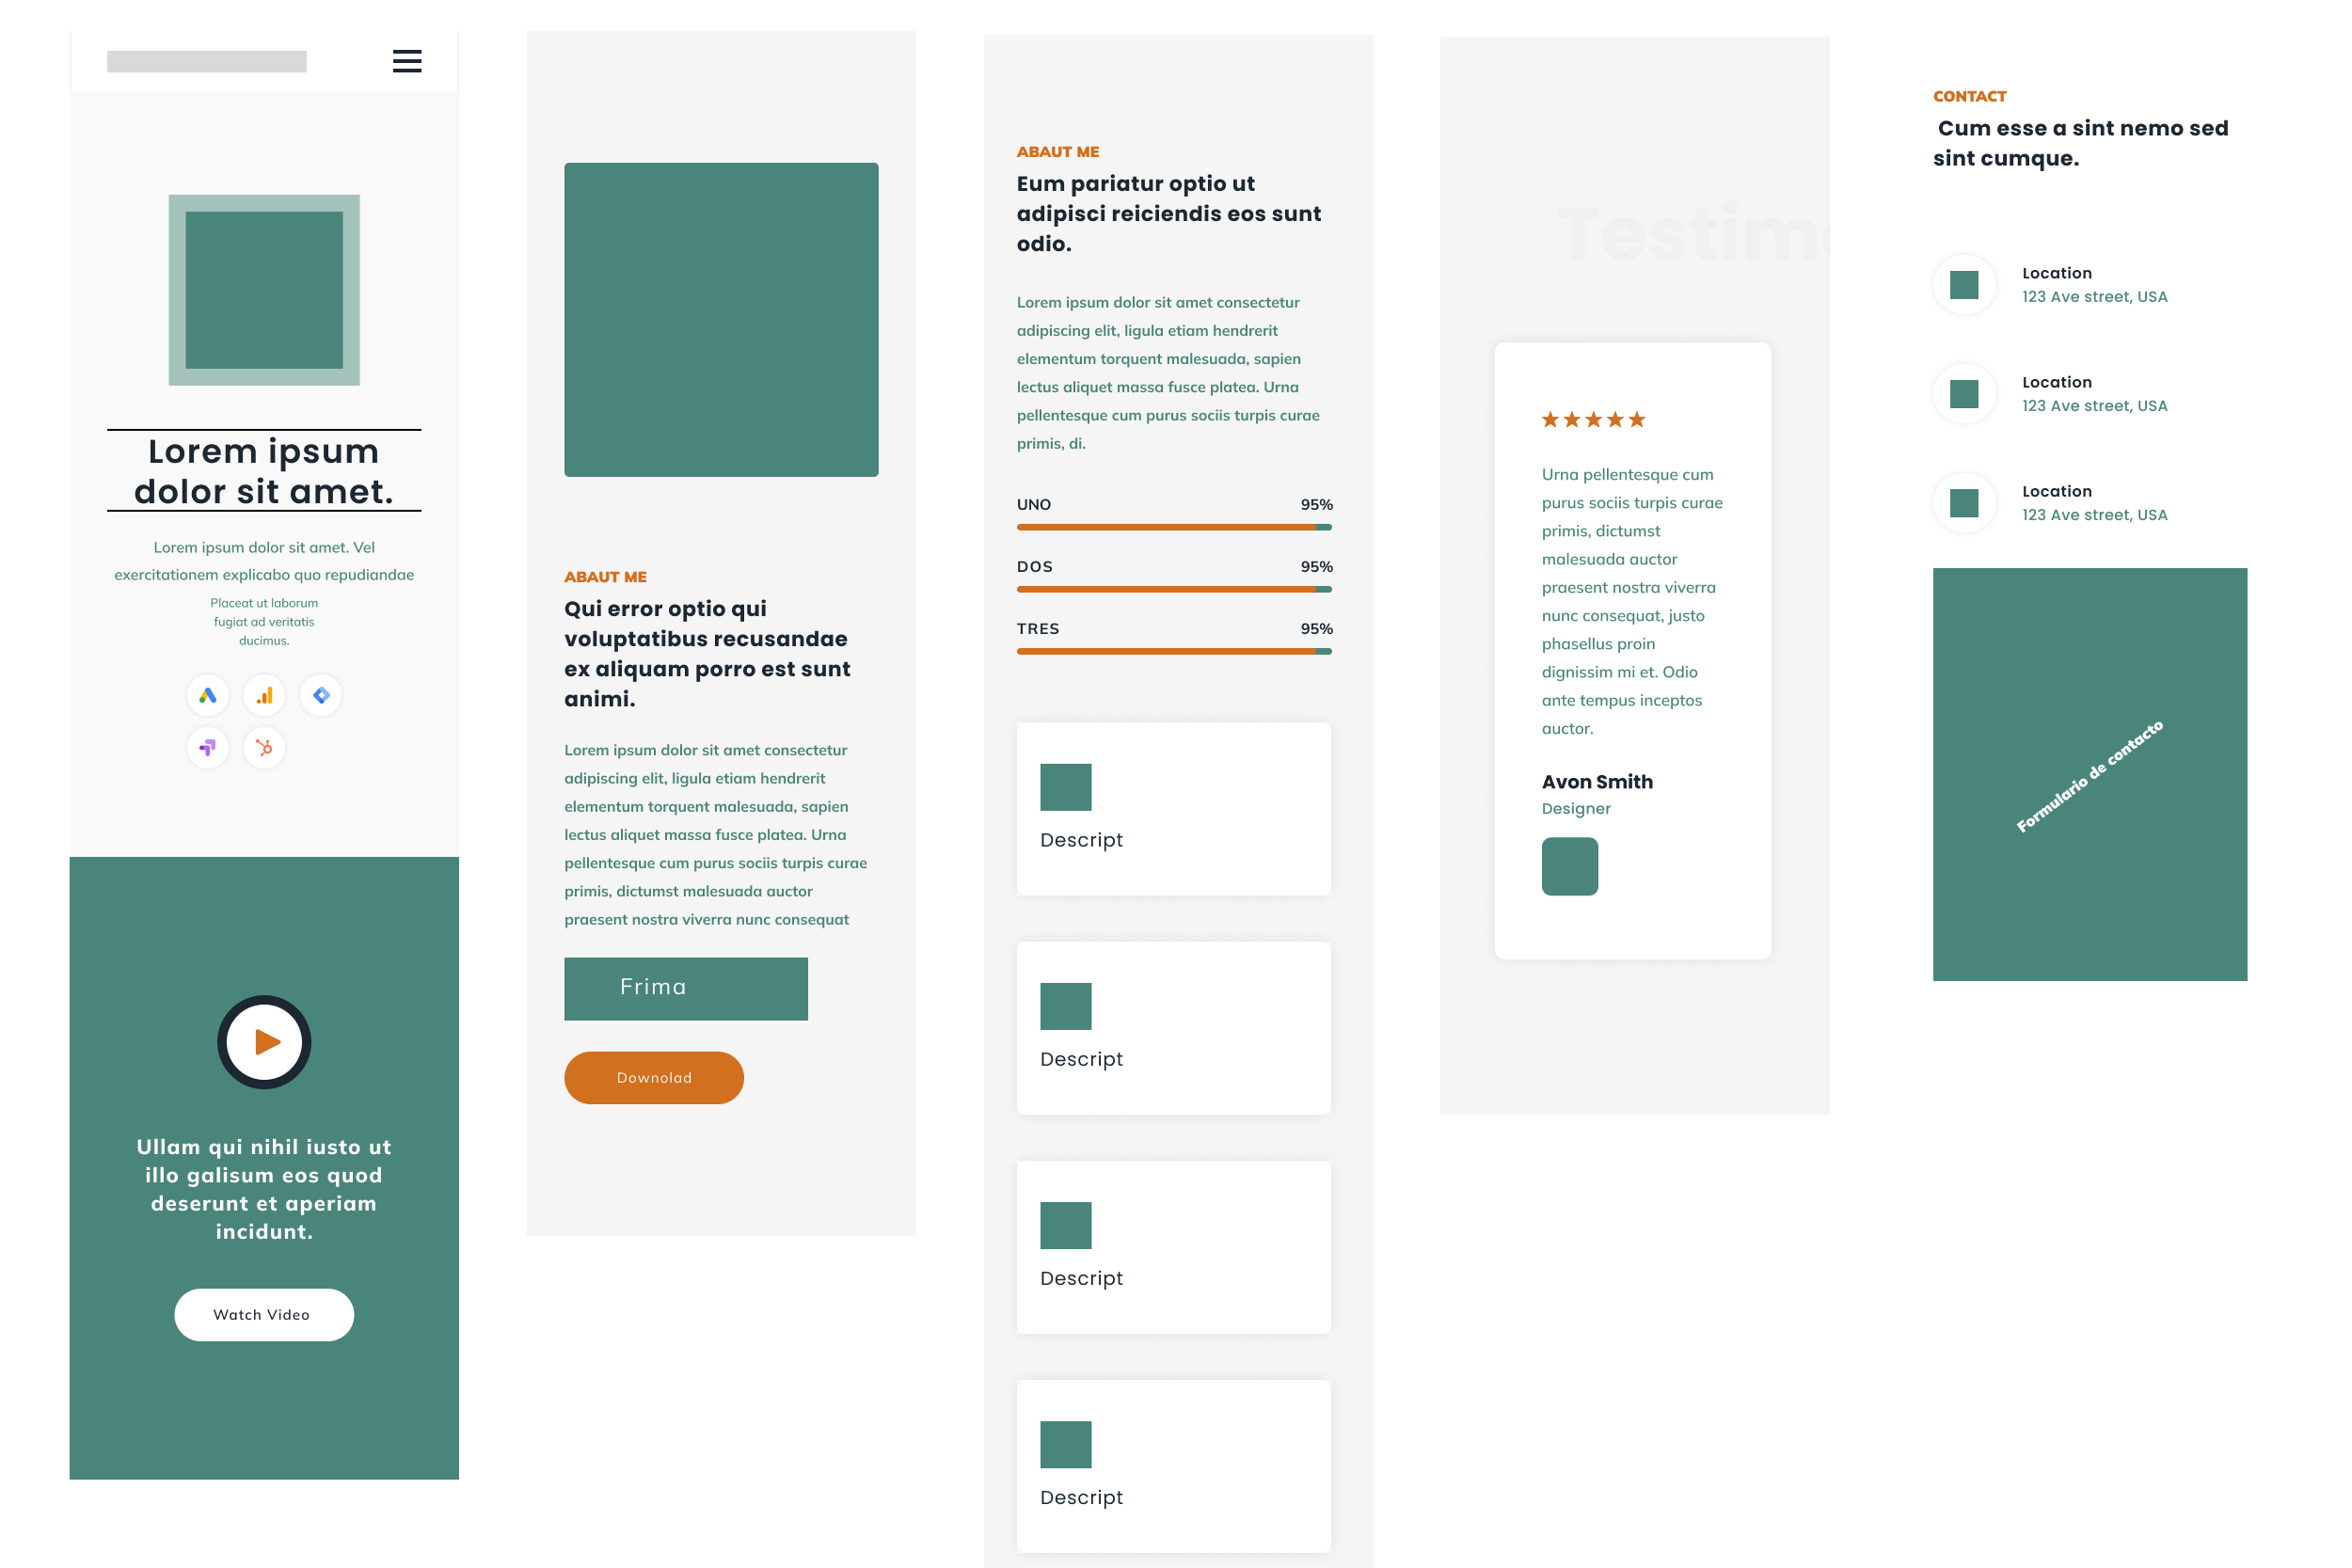 Lorem ipsum
dolor sit amet.
Lorem ipsum dolor sit amet. Vel
exercitationem explicabo quo repudiandae
Placeat ut laborum
fugiat ad veritatis
ducimus.
Ullam qui nihil iusto ut
illo galisum eos quod
deserunt et aperiam
incidunt.
Watch Video
ABAUT ME
Qui error optio qui
voluptatibus recusandae
ex aliquam porro est sunt
animi.
Lorem ipsum dolor sit amet consectetur
adipiscing elit, ligula etiam hendrerit
elementum torquent malesuada, sapien
lectus aliquet massa fusce platea. Urna
pellentesque cum purus sociis turpis curae
primis, dictumst malesuada auctor
praesent nostra viverra nunc consequat
Frima
Downolad
ABAUT ME
Eum pariatur optio ut
adipisci reiciendis eos sunt
odio.
Lorem ipsum dolor sit amet consectetur
adipiscing elit, ligula etiam hendrerit
elementum torquent malesuada, sapien
lectus aliquet massa fusce platea. Urna
pellentesque cum purus sociis turpis curae
primis, di.
UNO 95%
DOS 95%
TRES 95%
Descript
Descript
Descript
Descript
Testim
Urna pellentesque cum
purus sociis turpis curae
primis, dictumst
malesuada auctor
praesent nostra viverra
nunc consequat, justo
phasellus proin
dignissim mi et. Odio
ante tempus inceptos
auctor.
Avon Smith
Designer
CONTACT
Cum esse a sint nemo sed
sint cumque.
Location
123 Ave street, USA
Location
123 Ave street, USA
Location
123 Ave street, USA
Formulario de contacto